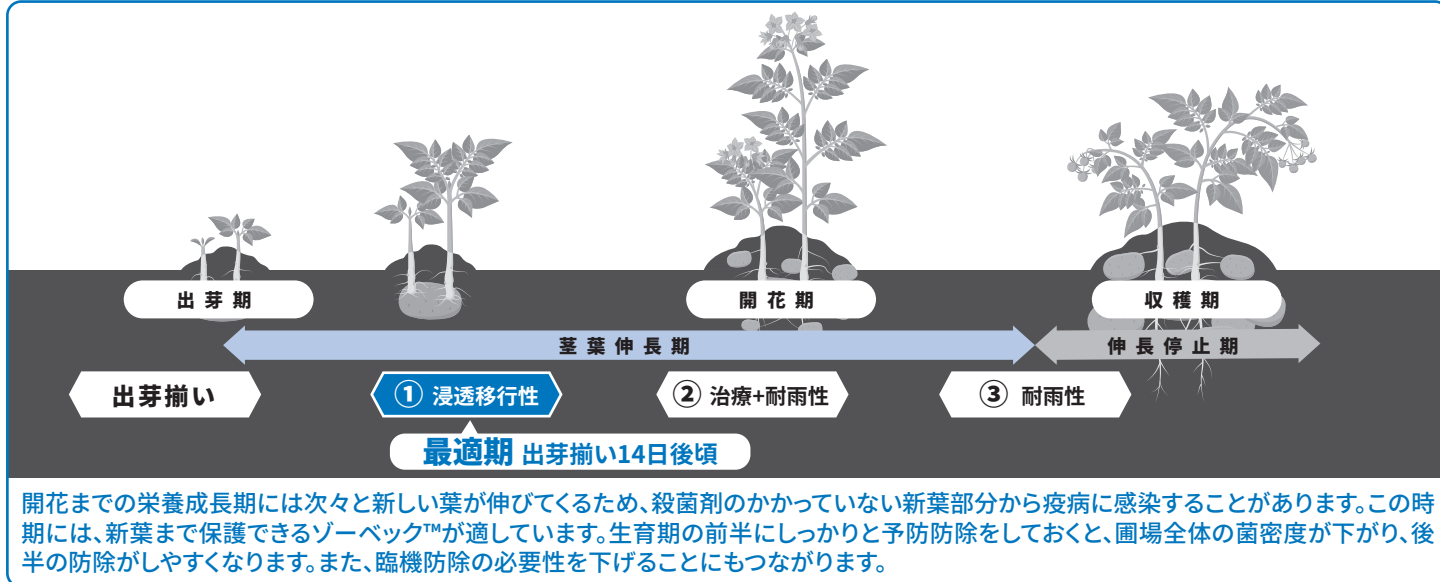 出芽期
開花期
収穫期
茎葉伸長期
伸長停止期
出芽揃い
① 浸透移行性
② 治療+耐雨性
③ 耐雨性
最適期 出芽揃い14日後頃
開花までの栄養成長期には次々と新しい葉が伸びてくるため、殺菌剤のかかっていない新葉部分から疫病に感染することがあります。この時
期には、新葉まで保護できるゾーベック™が適しています。生育期の前半にしっかりと予防防除をしておくと、圃場全体の菌密度が下がり、後
半の防除がしやすくなります。また、臨機防除の必要性を下げることにもつながります。